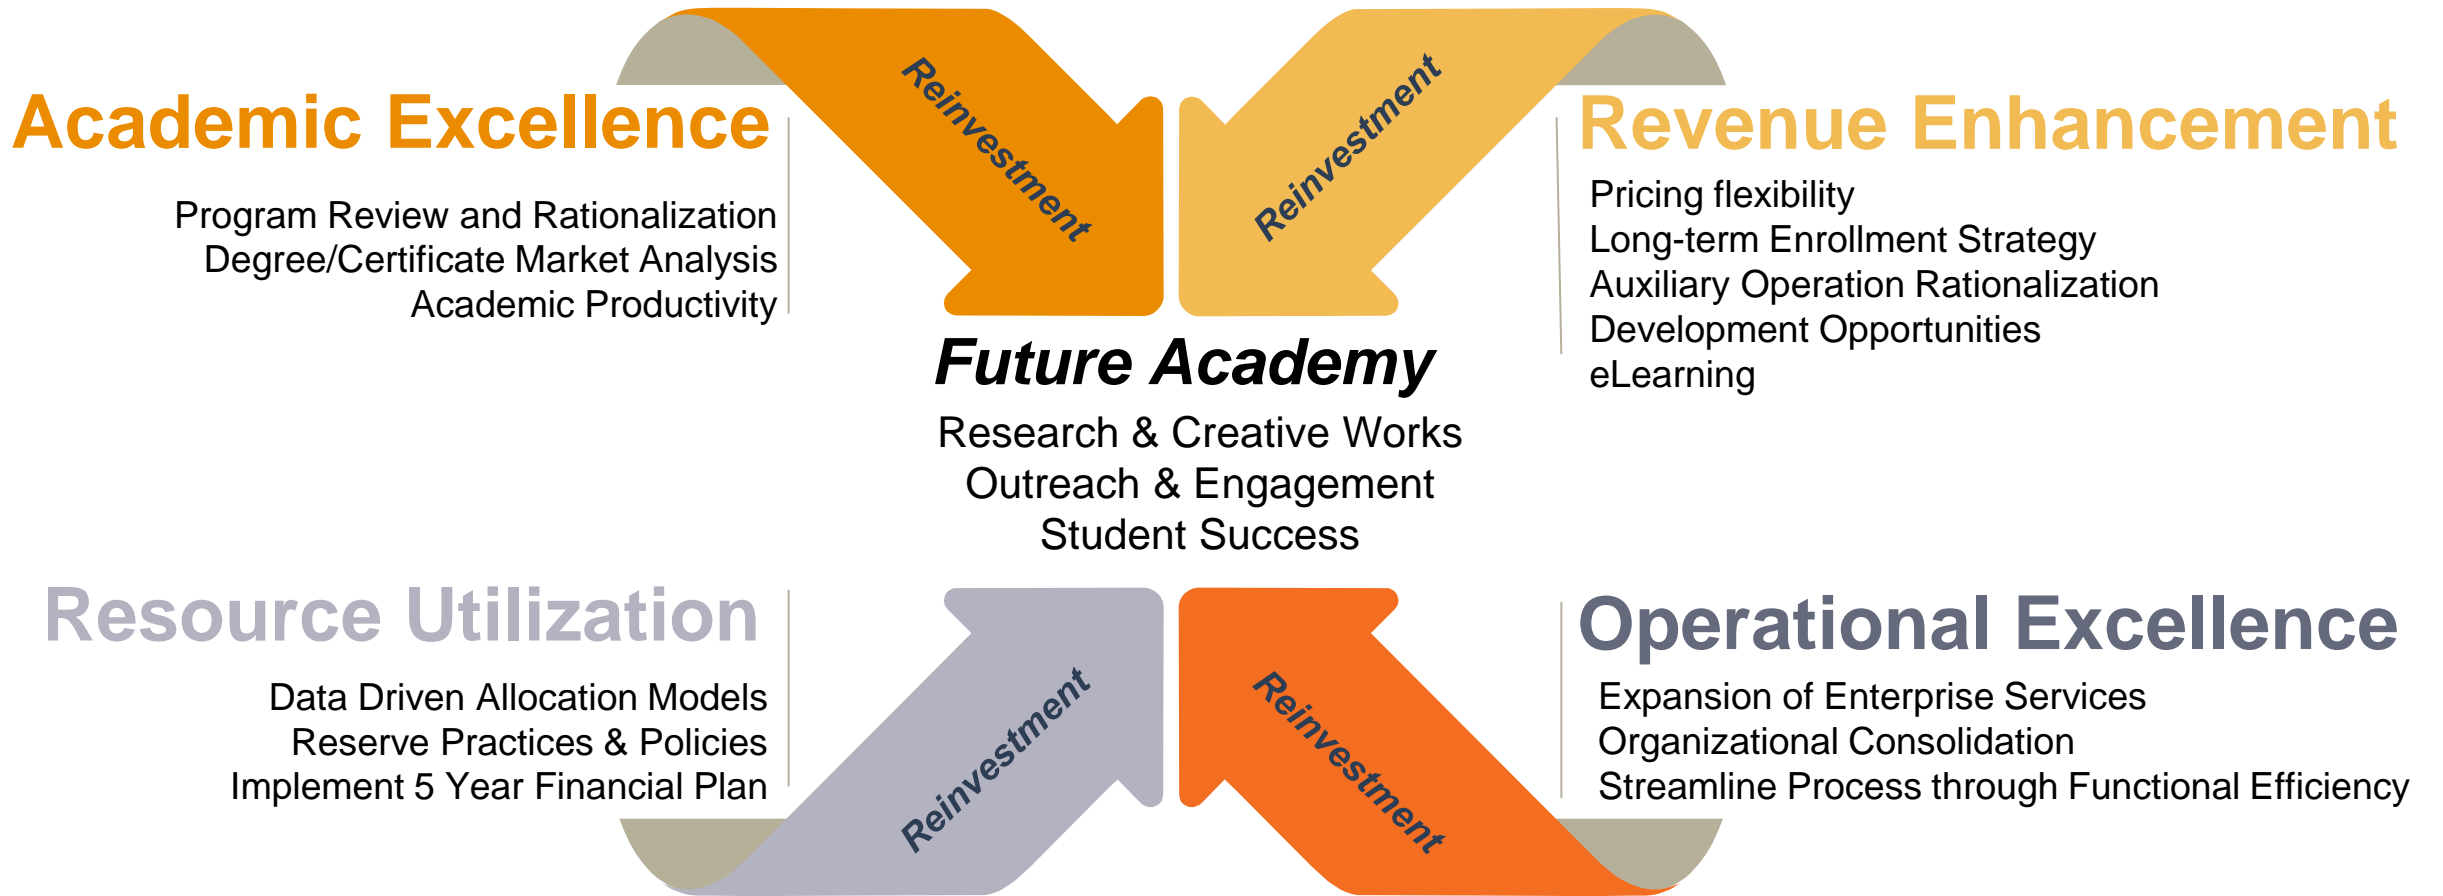 Academic Excellence
Program Review and Rationalization
Degree/Certificate Market Analysis
Academic Productivity
Reinvestment
Reinvestment
Revenue Enhancement
Pricing flexibility
Long-term Enrollment Strategy
Auxiliary Operation Rationalization
Development Opportunities
eLearning
Future Academy
Research & Creative Works
Outreach & Engagement
Student Success
Resource Utilization
Data Driven Allocation Models
Reserve Practices & Policies
Implement 5 Year Financial Plan
Reinvestment
Reinvestment
Operational Excellence
Expansion of Enterprise Services
Organizational Consolidation
Streamline Process through Functional Efficiency